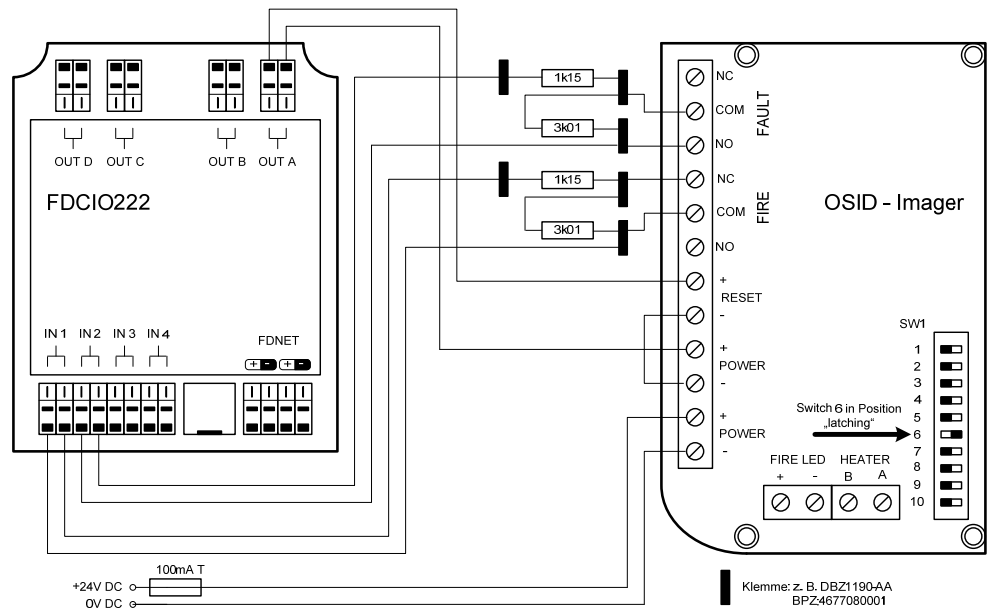 OUT D
OUT C
OUT B
OUT A
FDCIO222
IN 1
IN 2
IN 3
IN 4
FDNET
+ - + -
1k15
3k01
1k15
3k01
NC
COM
NO
FAULT
NC
COM
NO
FIRE
+
RESET
-
+
POWER
-
+
POWER
-
OSID - Imager
SW1
1
2
3
4
5
6
7
8
9
10
Switch 6 in Position
„latching“
FIRE LED
HEATER
+ - B A
100mA T
+24V DC
0V DC
Klemme: z. B. DBZ1190-AA
BPZ:4677080001